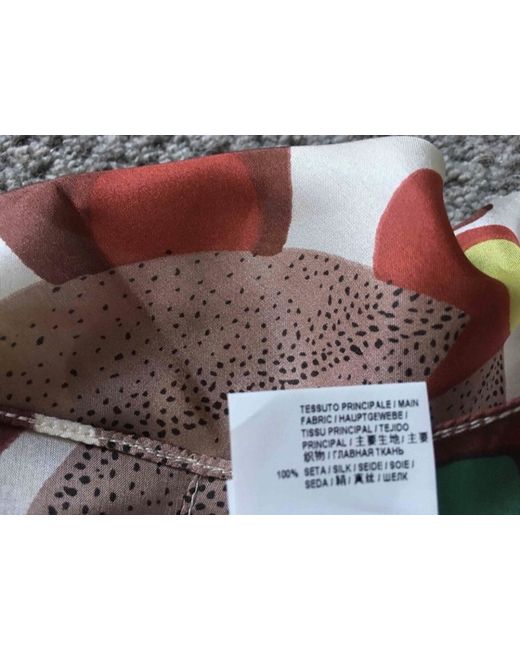 TESSUTO PRINCIPALE / MAIN
FABRIC / HAUPTGEWEBE /
TISSU PRINCIPAL / TEJIDO
PRINCIPAL / 主要生地 / 主要
织物 / ГЛАВНАЯ ТКАНЬ
100% SETA / SILK / SEIDE / SOIE /
SEDA / 絹 / 真丝 / ШЕЛК